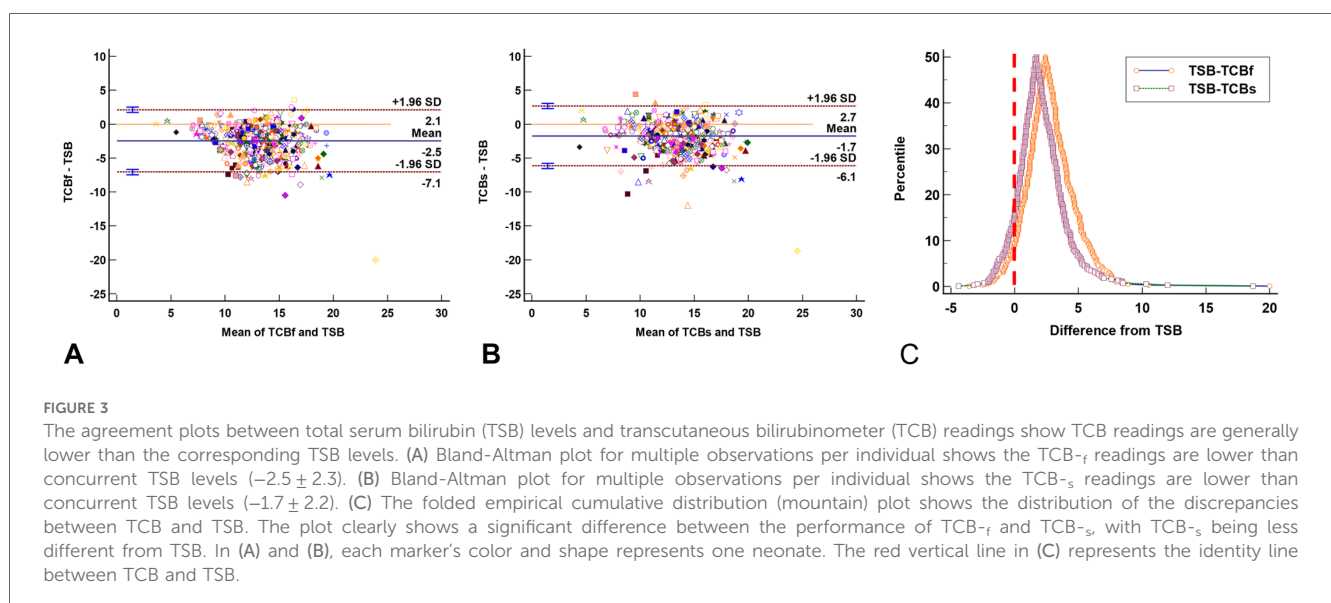 10
5
0
-5
-10
-15
-20
-25
TCBf - TSB
+1.96 SD
2.1
Mean
-2.5
-1.96 SD
-7.1
0 5 10 15 20 25 30
Mean of TCBf and TSB
A
10
5
0
-5
-10
-15
-20
-25
TCBs - TSB
+1.96 SD
2.7
Mean
-1.7
-1.96 SD
-6.1
0 5 10 15 20 25 30
Mean of TCBs and TSB
B
50
40
30
20
10
0
Percentile
TSB-TCBf
TSB-TCBs
-5 0 5 10 15 20
Difference from TSB
C
FIGURE 3
The agreement plots between total serum bilirubin (TSB) levels and transcutaneous bilirubinometer (TCB) readings show TCB readings are generally
lower than the corresponding TSB levels. (A) Bland-Altman plot for multiple observations per individual shows the TCB-f readings are lower than
concurrent TSB levels (−2.5 ± 2.3). (B) Bland-Altman plot for multiple observations per individual shows the TCB-s readings are lower than
concurrent TSB levels (−1.7 ± 2.2). (C) The folded empirical cumulative distribution (mountain) plot shows the distribution of the discrepancies
between TCB and TSB. The plot clearly shows a significant difference between the performance of TCB-f and TCB-s, with TCB-s being less
different from TSB. In (A) and (B), each marker's color and shape represents one neonate. The red vertical line in (C) represents the identity line
between TCB and TSB.